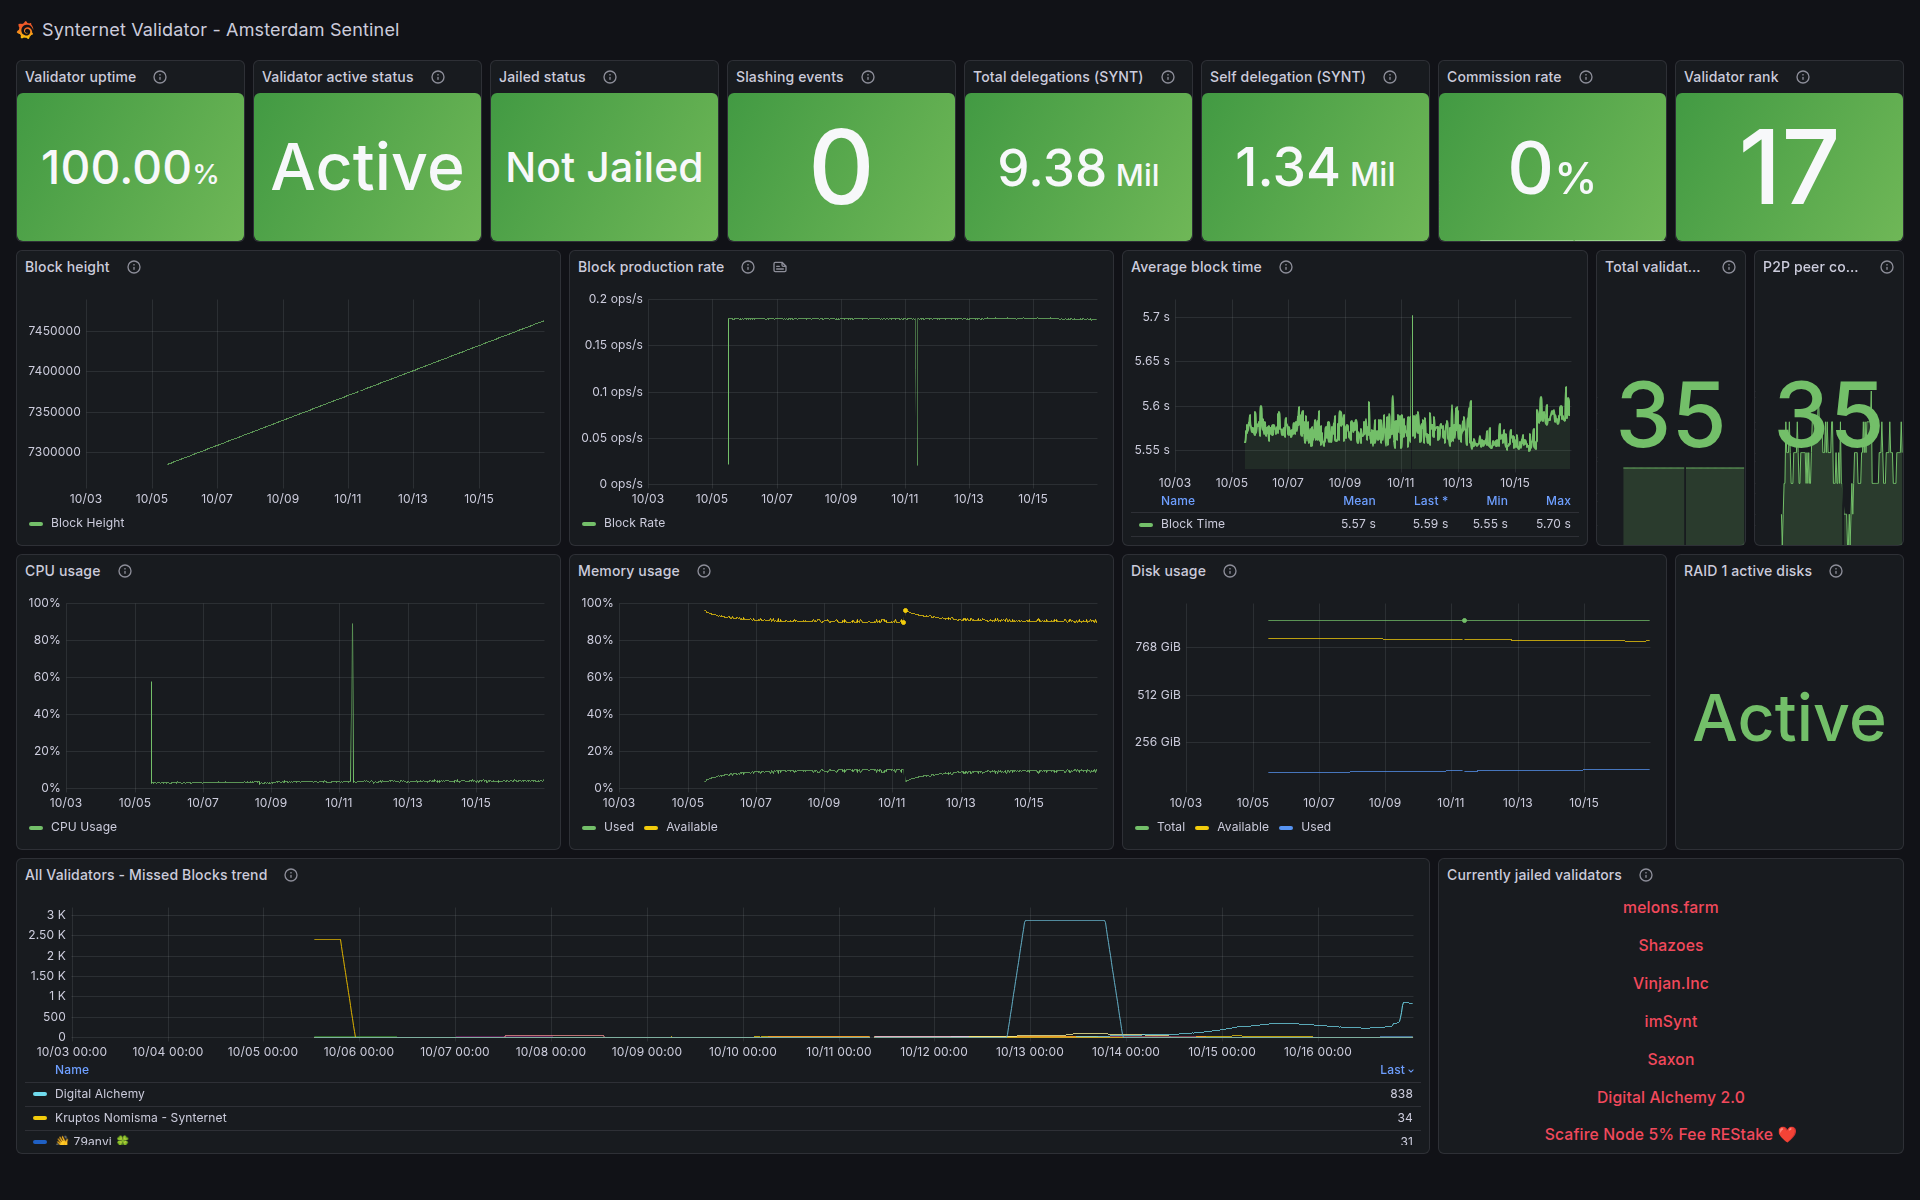 Synternet Validator - Amsterdam Sentinel
Validator uptime
Validator active status
Jailed status
Slashing events
Total delegations (SYNT)
Self delegation (SYNT)
Commission rate
Validator rank
100.00%
Active
Not Jailed
0
9.38 Mil
1.34 Mil
0%
17
Block height
7450000
7400000
7350000
7300000
10/03 10/05 10/07 10/09 10/11 10/13 10/15
Block Height
Block production rate
0.2 ops/s
0.15 ops/s
0.1 ops/s
0.05 ops/s
0 ops/s
10/03 10/05 10/07 10/09 10/11 10/13 10/15
Block Rate
Average block time
5.7 s
5.65 s
5.6 s
5.55 s
10/03 10/05 10/07 10/09 10/11 10/13 10/15
Name Mean Last * Min Max
Block Time 5.57 s 5.59 s 5.55 s 5.70 s
Total validat...
35
P2P peer co...
35
CPU usage
100%
80%
60%
40%
20%
0%
10/03 10/05 10/07 10/09 10/11 10/13 10/15
CPU Usage
Memory usage
100%
80%
60%
40%
20%
0%
10/03 10/05 10/07 10/09 10/11 10/13 10/15
Used Available
Disk usage
768 GiB
512 GiB
256 GiB
10/03 10/05 10/07 10/09 10/11 10/13 10/15
Total Available Used
RAID 1 active disks
Active
All Validators - Missed Blocks trend
3 K
2.50 K
2 K
1.50 K
1 K
500
0
10/03 00:00 10/04 00:00 10/05 00:00 10/06 00:00 10/07 00:00 10/08 00:00 10/09 00:00 10/10 00:00 10/11 00:00 10/12 00:00 10/13 00:00 10/14 00:00 10/15 00:00 10/16 00:00
Name Last
Digital Alchemy 838
Kruptos Nomisma - Synternet 34
👋 79anvi 🍀 31
Currently jailed validators
melons.farm
Shazoes
Vinjan.Inc
imSynt
Saxon
Digital Alchemy 2.0
Scafire Node 5% Fee REStake ❤️